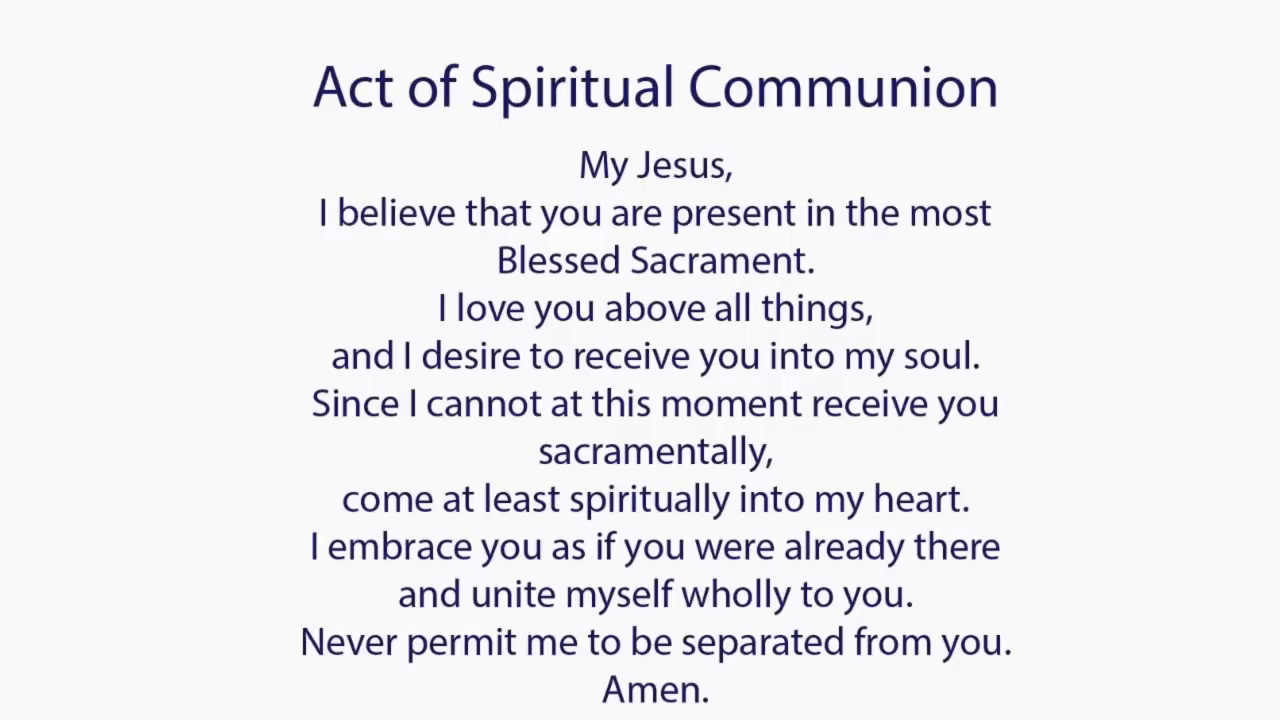 Act of Spiritual Communion
My Jesus,
I believe that you are present in the most
Blessed Sacrament.
I love you above all things,
and I desire to receive you into my soul.
Since I cannot at this moment receive you
sacramentally,
come at least spiritually into my heart.
I embrace you as if you were already there
and unite myself wholly to you.
Never permit me to be separated from you.
Amen.